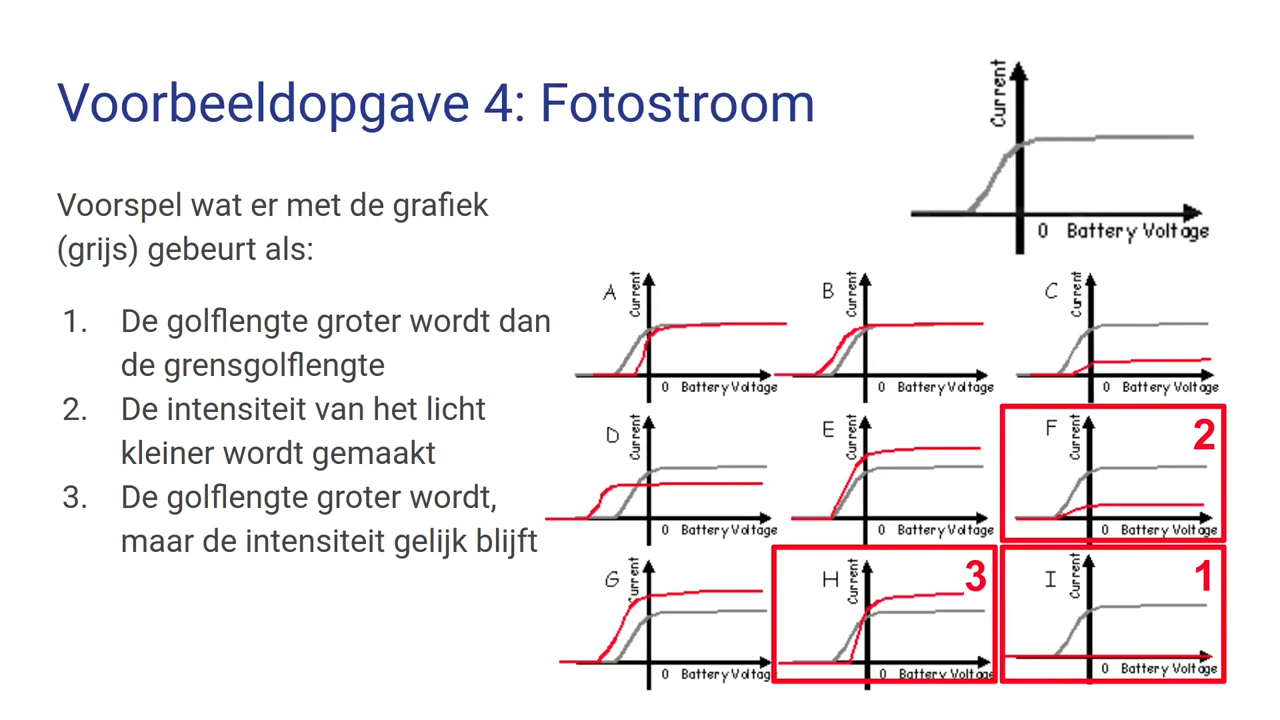 Voorbeeldopgave 4: Fotostroom
Current
0 Battery Voltage
Voorspel wat er met de grafiek
(grijs) gebeurt als:
1. De golflengte groter wordt dan
de grensgolflengte
2. De intensiteit van het licht
kleiner wordt gemaakt
3. De golflengte groter wordt,
maar de intensiteit gelijk blijft
A Current
0 Battery Voltage
B Current
0 Battery Voltage
C Current
0 Battery Voltage
D Current
0 Battery Voltage
E Current
0 Battery Voltage
F Current 2
0 Battery Voltage
G Current
0 Battery Voltage
H Current 3
0 Battery Voltage
I Current 1
0 Battery Voltage